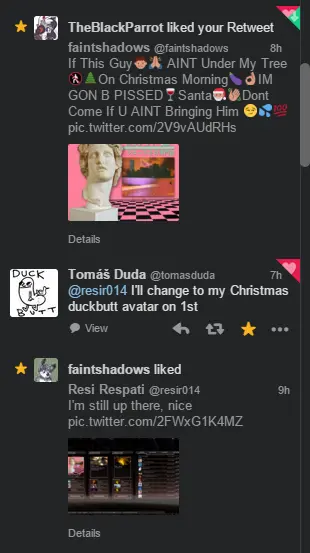 TheBlackParrot liked your Retweet
faintshadows @faintshadows 8h
If This Guy👦🙏 AINT Under My Tree
🚷🌲On Christmas Morning🍆👌IM
GON B PISSED🍷Santa🎅👋Dont
Come If U AINT Bringing Him 😏💦💯
pic.twitter.com/2V9vAUdRHs
Details
Tomáš Duda @tomasduda 7h
DUCK
BUTT
@resir014 I'll change to my Christmas
duckbutt avatar on 1st
View
faintshadows liked
Resi Respati @resir014 9h
I'm still up there, nice
pic.twitter.com/2FWxG1K4MZ
Details